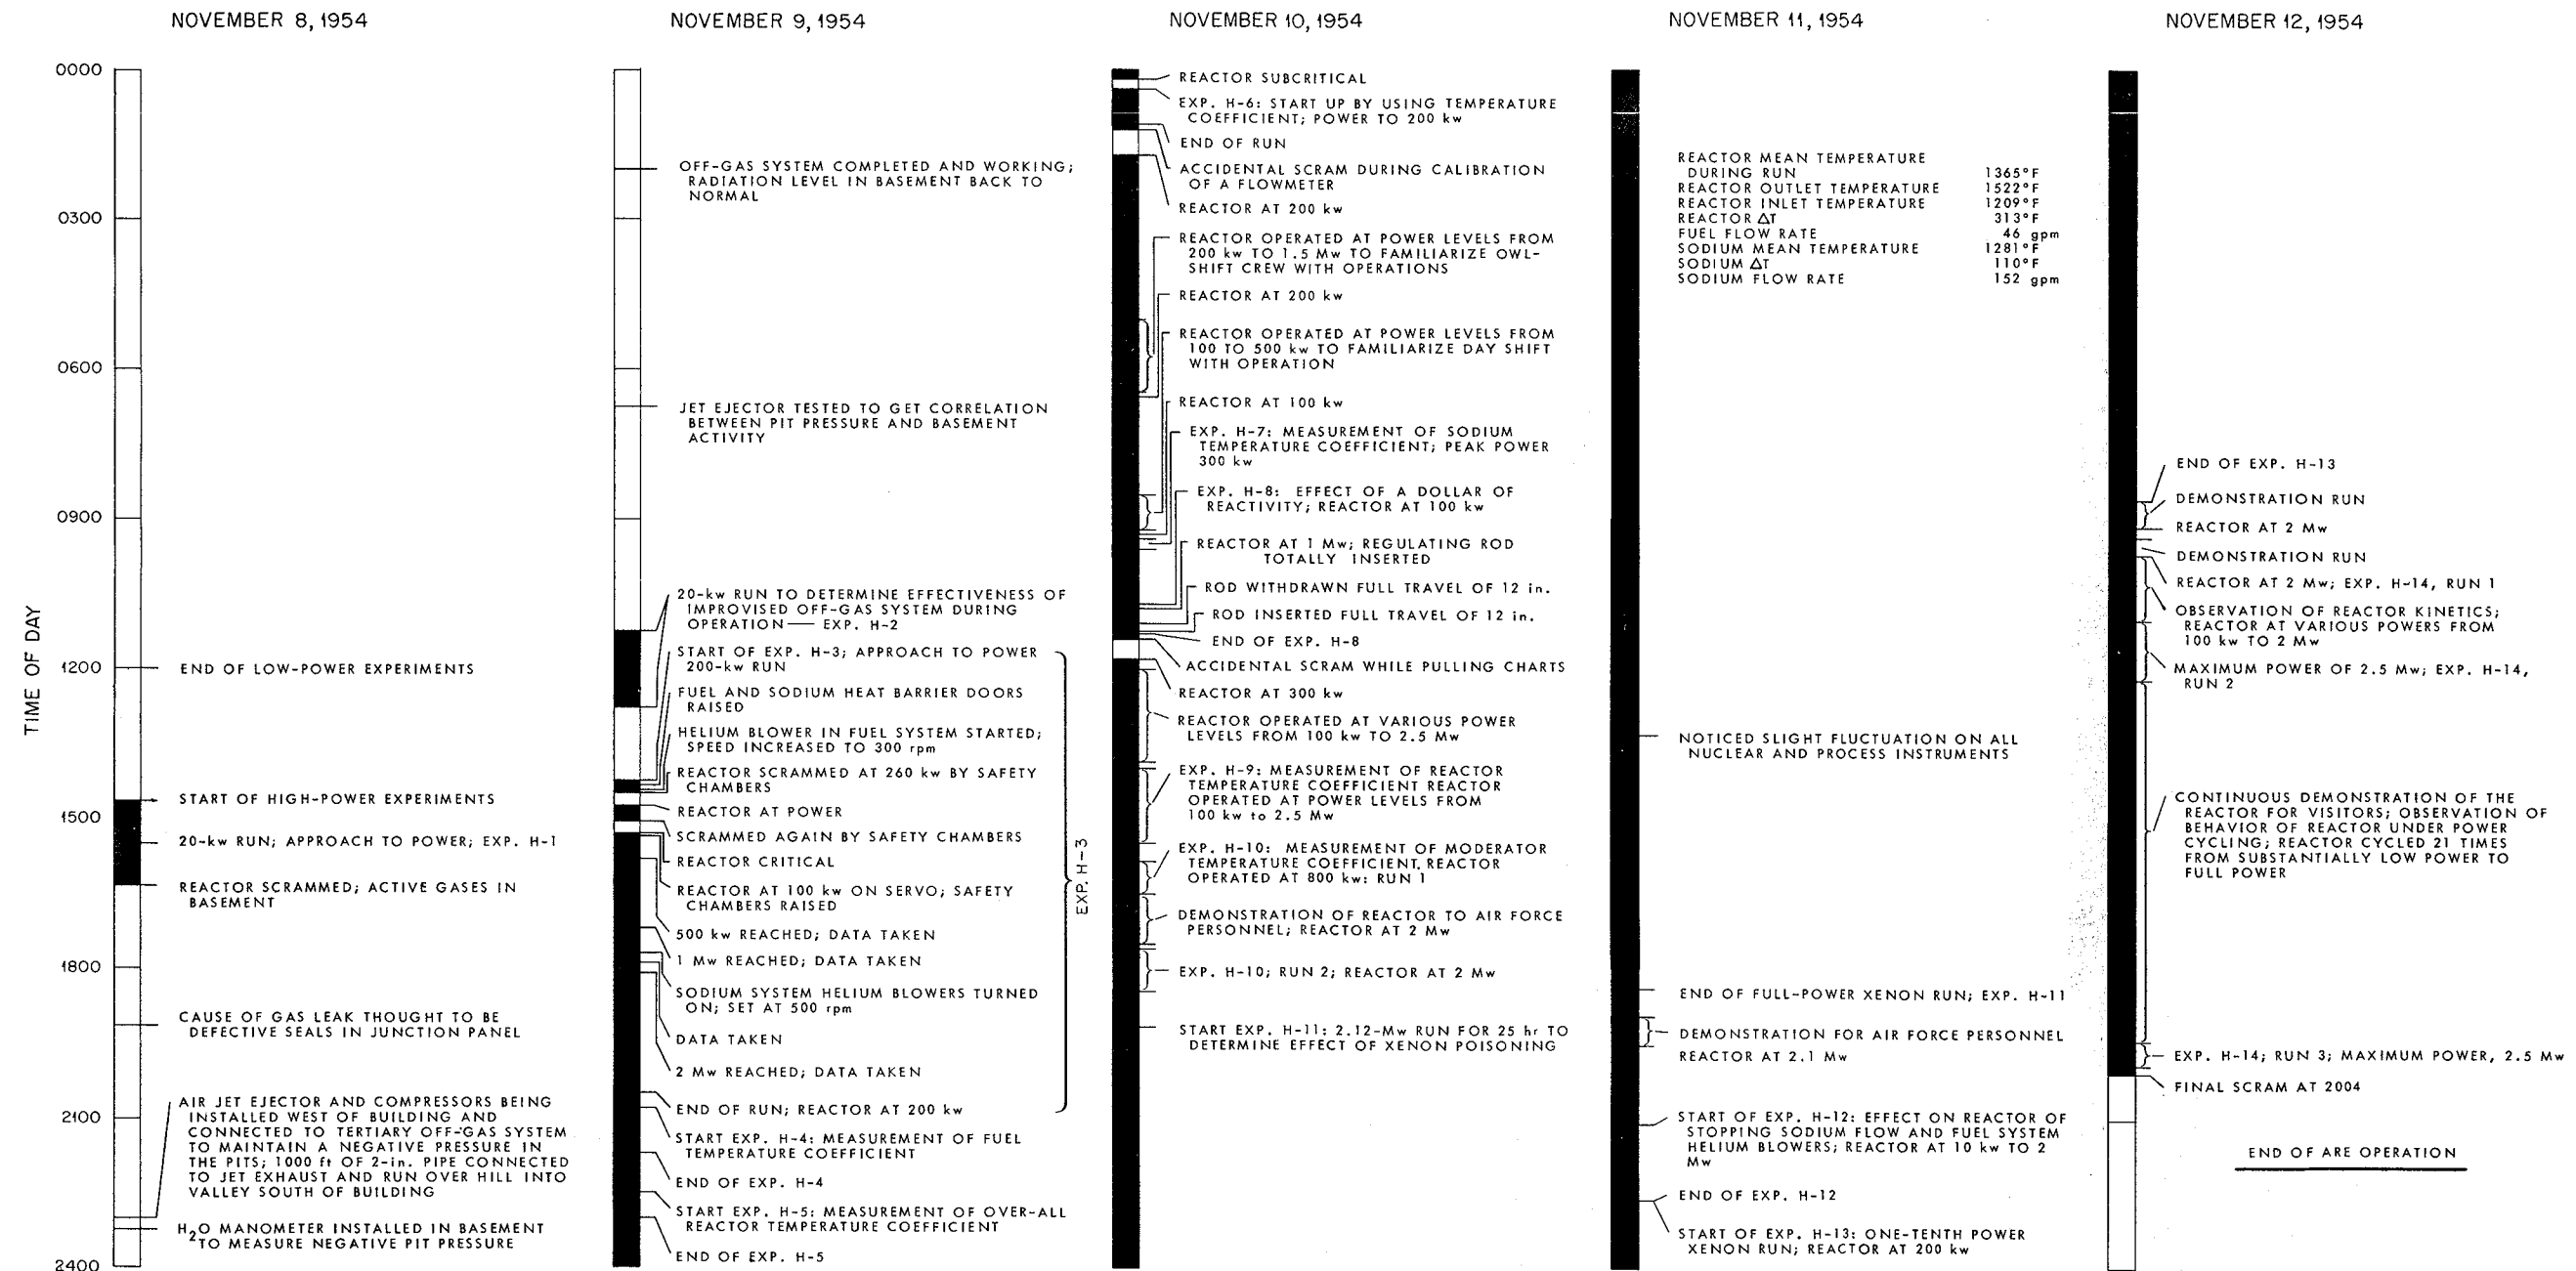 NOVEMBER 8, 1954
TIME OF DAY
0000
0300
0600
0900
1200
1500
1800
2100
2400
END OF LOW-POWER EXPERIMENTS
START OF HIGH-POWER EXPERIMENTS
20-kw RUN; APPROACH TO POWER; EXP. H-1
REACTOR SCRAMMED; ACTIVE GASES IN
BASEMENT
CAUSE OF GAS LEAK THOUGHT TO BE
DEFECTIVE SEALS IN JUNCTION PANEL
AIR JET EJECTOR AND COMPRESSORS BEING
INSTALLED WEST OF BUILDING AND
CONNECTED TO TERTIARY OFF-GAS SYSTEM
TO MAINTAIN A NEGATIVE PRESSURE IN
THE PITS; 1000 ft OF 2-in. PIPE CONNECTED
TO JET EXHAUST AND RUN OVER HILL INTO
VALLEY SOUTH OF BUILDING
H2O MANOMETER INSTALLED IN BASEMENT
TO MEASURE NEGATIVE PIT PRESSURE
NOVEMBER 9, 1954
OFF-GAS SYSTEM COMPLETED AND WORKING;
RADIATION LEVEL IN BASEMENT BACK TO
NORMAL
JET EJECTOR TESTED TO GET CORRELATION
BETWEEN PIT PRESSURE AND BASEMENT
ACTIVITY
20-kw RUN TO DETERMINE EFFECTIVENESS OF
IMPROVISED OFF-GAS SYSTEM DURING
OPERATION — EXP. H-2
START OF EXP. H-3; APPROACH TO POWER
200-kw RUN
FUEL AND SODIUM HEAT BARRIER DOORS
RAISED
HELIUM BLOWER IN FUEL SYSTEM STARTED;
SPEED INCREASED TO 300 rpm
REACTOR SCRAMMED AT 260 kw BY SAFETY
CHAMBERS
REACTOR AT POWER
SCRAMMED AGAIN BY SAFETY CHAMBERS
REACTOR CRITICAL
REACTOR AT 100 kw ON SERVO; SAFETY
CHAMBERS RAISED
500 kw REACHED; DATA TAKEN
1 Mw REACHED; DATA TAKEN
SODIUM SYSTEM HELIUM BLOWERS TURNED
ON; SET AT 500 rpm
DATA TAKEN
2 Mw REACHED; DATA TAKEN
END OF RUN; REACTOR AT 200 kw
EXP. H-3
START EXP. H-4: MEASUREMENT OF FUEL
TEMPERATURE COEFFICIENT
END OF EXP. H-4
START EXP. H-5: MEASUREMENT OF OVER-ALL
REACTOR TEMPERATURE COEFFICIENT
END OF EXP. H-5
NOVEMBER 10, 1954
REACTOR SUBCRITICAL
EXP. H-6: START UP BY USING TEMPERATURE
COEFFICIENT; POWER TO 200 kw
END OF RUN
ACCIDENTAL SCRAM DURING CALIBRATION
OF A FLOWMETER
REACTOR AT 200 kw
REACTOR OPERATED AT POWER LEVELS FROM
200 kw TO 1.5 Mw TO FAMILIARIZE OWL-
SHIFT CREW WITH OPERATIONS
REACTOR AT 200 kw
REACTOR OPERATED AT POWER LEVELS FROM
100 TO 500 kw TO FAMILIARIZE DAY SHIFT
WITH OPERATION
REACTOR AT 100 kw
EXP. H-7: MEASUREMENT OF SODIUM
TEMPERATURE COEFFICIENT; PEAK POWER
300 kw
EXP. H-8: EFFECT OF A DOLLAR OF
REACTIVITY; REACTOR AT 100 kw
REACTOR AT 1 Mw; REGULATING ROD
TOTALLY INSERTED
ROD WITHDRAWN FULL TRAVEL OF 12 in.
ROD INSERTED FULL TRAVEL OF 12 in.
END OF EXP. H-8
ACCIDENTAL SCRAM WHILE PULLING CHARTS
REACTOR AT 300 kw
REACTOR OPERATED AT VARIOUS POWER
LEVELS FROM 100 kw TO 2.5 Mw
EXP. H-9: MEASUREMENT OF REACTOR
TEMPERATURE COEFFICIENT REACTOR
OPERATED AT POWER LEVELS FROM
100 kw to 2.5 Mw
EXP. H-10: MEASUREMENT OF MODERATOR
TEMPERATURE COEFFICIENT, REACTOR
OPERATED AT 800 kw: RUN 1
DEMONSTRATION OF REACTOR TO AIR FORCE
PERSONNEL; REACTOR AT 2 Mw
EXP. H-10; RUN 2; REACTOR AT 2 Mw
START EXP. H-11: 2.12-Mw RUN FOR 25 hr TO
DETERMINE EFFECT OF XENON POISONING
NOVEMBER 11, 1954
REACTOR MEAN TEMPERATURE
DURING RUN 1365°F
REACTOR OUTLET TEMPERATURE 1522°F
REACTOR INLET TEMPERATURE 1209°F
REACTOR ΔT 313°F
FUEL FLOW RATE 46 gpm
SODIUM MEAN TEMPERATURE 1281°F
SODIUM ΔT 110°F
SODIUM FLOW RATE 152 gpm
NOTICED SLIGHT FLUCTUATION ON ALL
NUCLEAR AND PROCESS INSTRUMENTS
END OF FULL-POWER XENON RUN; EXP. H-11
DEMONSTRATION FOR AIR FORCE PERSONNEL
REACTOR AT 2.1 Mw
START OF EXP. H-12: EFFECT ON REACTOR OF
STOPPING SODIUM FLOW AND FUEL SYSTEM
HELIUM BLOWERS; REACTOR AT 10 kw TO 2
Mw
END OF EXP. H-12
START OF EXP. H-13: ONE-TENTH POWER
XENON RUN; REACTOR AT 200 kw
NOVEMBER 12, 1954
END OF EXP. H-13
DEMONSTRATION RUN
REACTOR AT 2 Mw
DEMONSTRATION RUN
REACTOR AT 2 Mw; EXP. H-14, RUN 1
OBSERVATION OF REACTOR KINETICS;
REACTOR AT VARIOUS POWERS FROM
100 kw TO 2 Mw
MAXIMUM POWER OF 2.5 Mw; EXP. H-14,
RUN 2
CONTINUOUS DEMONSTRATION OF THE
REACTOR FOR VISITORS; OBSERVATION OF
BEHAVIOR OF REACTOR UNDER POWER
CYCLING; REACTOR CYCLED 21 TIMES
FROM SUBSTANTIALLY LOW POWER TO
FULL POWER
EXP. H-14; RUN 3; MAXIMUM POWER, 2.5 Mw
FINAL SCRAM AT 2004
END OF ARE OPERATION